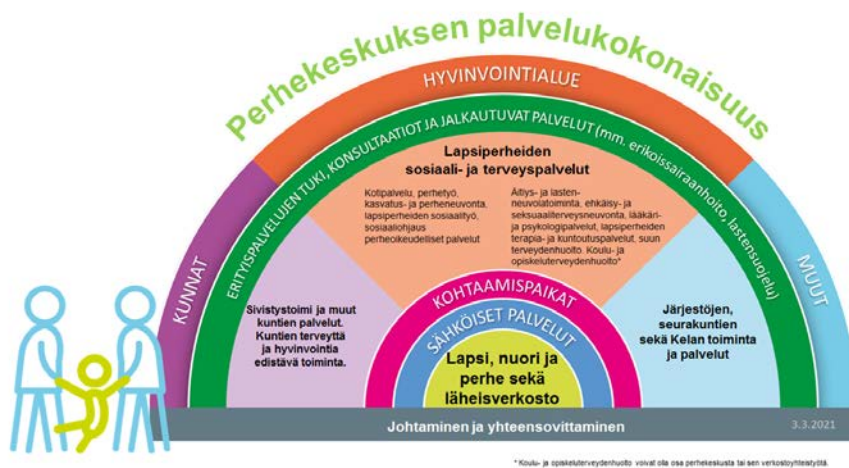 Perhekeskuksen palvelukokonaisuus
HYVINVOINTIALUE
KUNNAT
MUUT
ERITYISPALVELUJEN TUKI, KONSULTAATIOT JA JALKAUTUVAT PALVELUT (mm. erikoissairaanhoito, lastensuojelu)
Lapsiperheiden
sosiaali- ja terveyspalvelut
Kotipalvelu, perhetyö,
kasvatus- ja perheneuvonta,
lapsiperheiden sosiaalityö,
sosiaaliohjaus
perheoikeudelliset palvelut
Äitiys- ja lasten-
neuvolatoiminta, ehkäisy- ja
seksuaaliterveysneuvonta, lääkäri-
ja psykologipalvelut, lapsiperheiden
terapia- ja kuntoutuspalvelut, suun
terveydenhuolto. Koulu- ja
opiskeluterveydenhuolto*
Sivistystoimi ja muut
kuntien palvelut.
Kuntien terveyttä
ja hyvinvointia
edistävä toiminta.
KOHTAAMISPAIKAT
SÄHKÖISET PALVELUT
Lapsi, nuori ja
perhe sekä
läheisverkosto
Järjestöjen,
seurakuntien
sekä Kelan toiminta
ja palvelut
Johtaminen ja yhteensovittaminen
3.3.2021
* Koulu- ja opiskeluterveydenhuolto voivat olla osa perhekeskusta tai sen verkostoyhteistyötä.